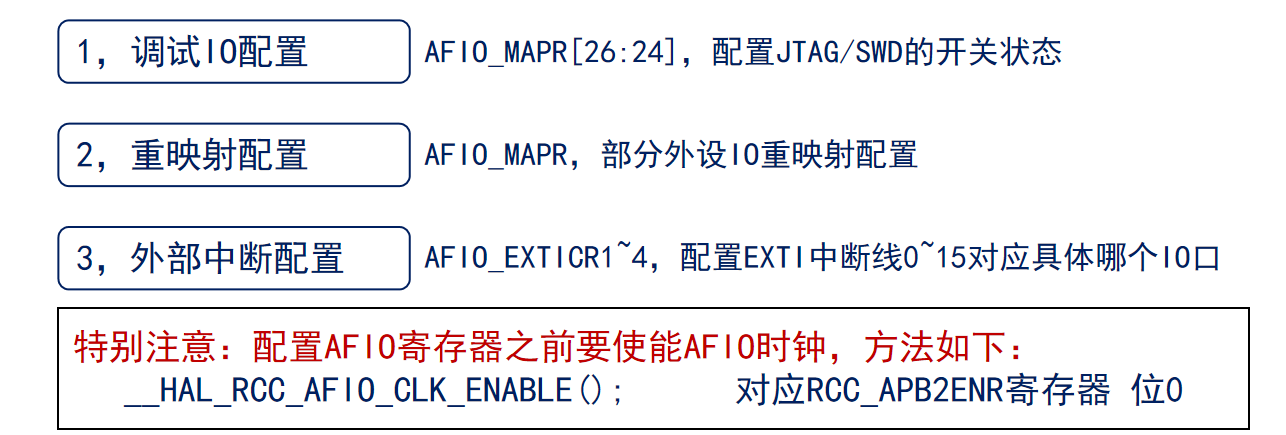 1，调试IO配置 AFIO_MAPR[26:24]，配置JTAG/SWD的开关状态
2，重映射配置 AFIO_MAPR，部分外设IO重映射配置
3，外部中断配置 AFIO_EXTICR1~4，配置EXTI中断线0~15对应具体哪个IO口
特别注意：配置AFIO寄存器之前要使能AFIO时钟，方法如下：
__HAL_RCC_AFIO_CLK_ENABLE(); 对应RCC_APB2ENR寄存器 位0